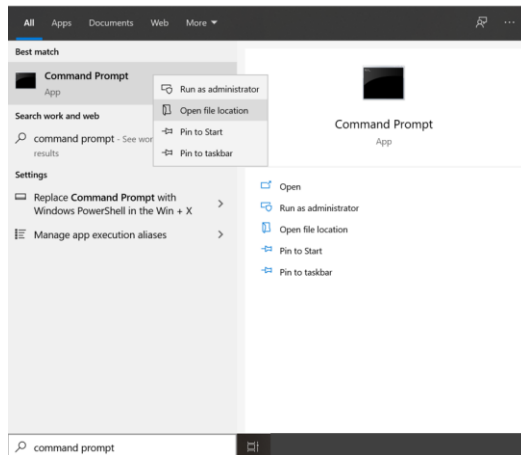 All Apps Documents Web More
Best match
Command Prompt
App
Run as administrator
Open file location
Pin to Start
Pin to taskbar
Search work and web
command prompt - See wor
results
Settings
Replace Command Prompt with
Windows PowerShell in the Win + X
Manage app execution aliases
Command Prompt
App
Open
Run as administrator
Open file location
Pin to Start
Pin to taskbar
command prompt